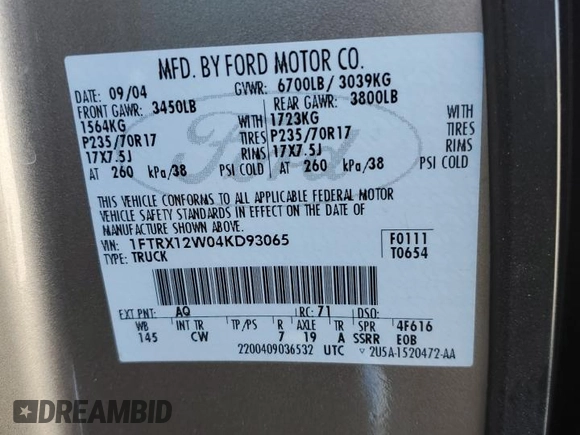 MFD. BY FORD MOTOR CO.
DATE: 09/04 GVWR: 6700LB / 3039KG
FRONT GAWR: 3450LB REAR GAWR: 3800LB
1564KG WITH 1723KG WITH
P235/70R17 TIRES P235/70R17 TIRES
17X7.5J RIMS 17X7.5J RIMS
AT 260 kPa/38 PSI COLD AT 260 kPa/38 PSI COLD
Ford
THIS VEHICLE CONFORMS TO ALL APPLICABLE FEDERAL MOTOR
VEHICLE SAFETY STANDARDS IN EFFECT ON THE DATE OF
MANUFACTURE SHOWN ABOVE.
VIN: 1FTRX12W04KD93065 F0111
TYPE: TRUCK T0654
EXT PNT: AQ RC: 71 DSO:
WB INT TR TP/PS R AXLE TR SPR 4F616
145 CW 7 19 A SSRR EOB
2200409036532 UTC 2U5A-1520472-AA
DREAMBID